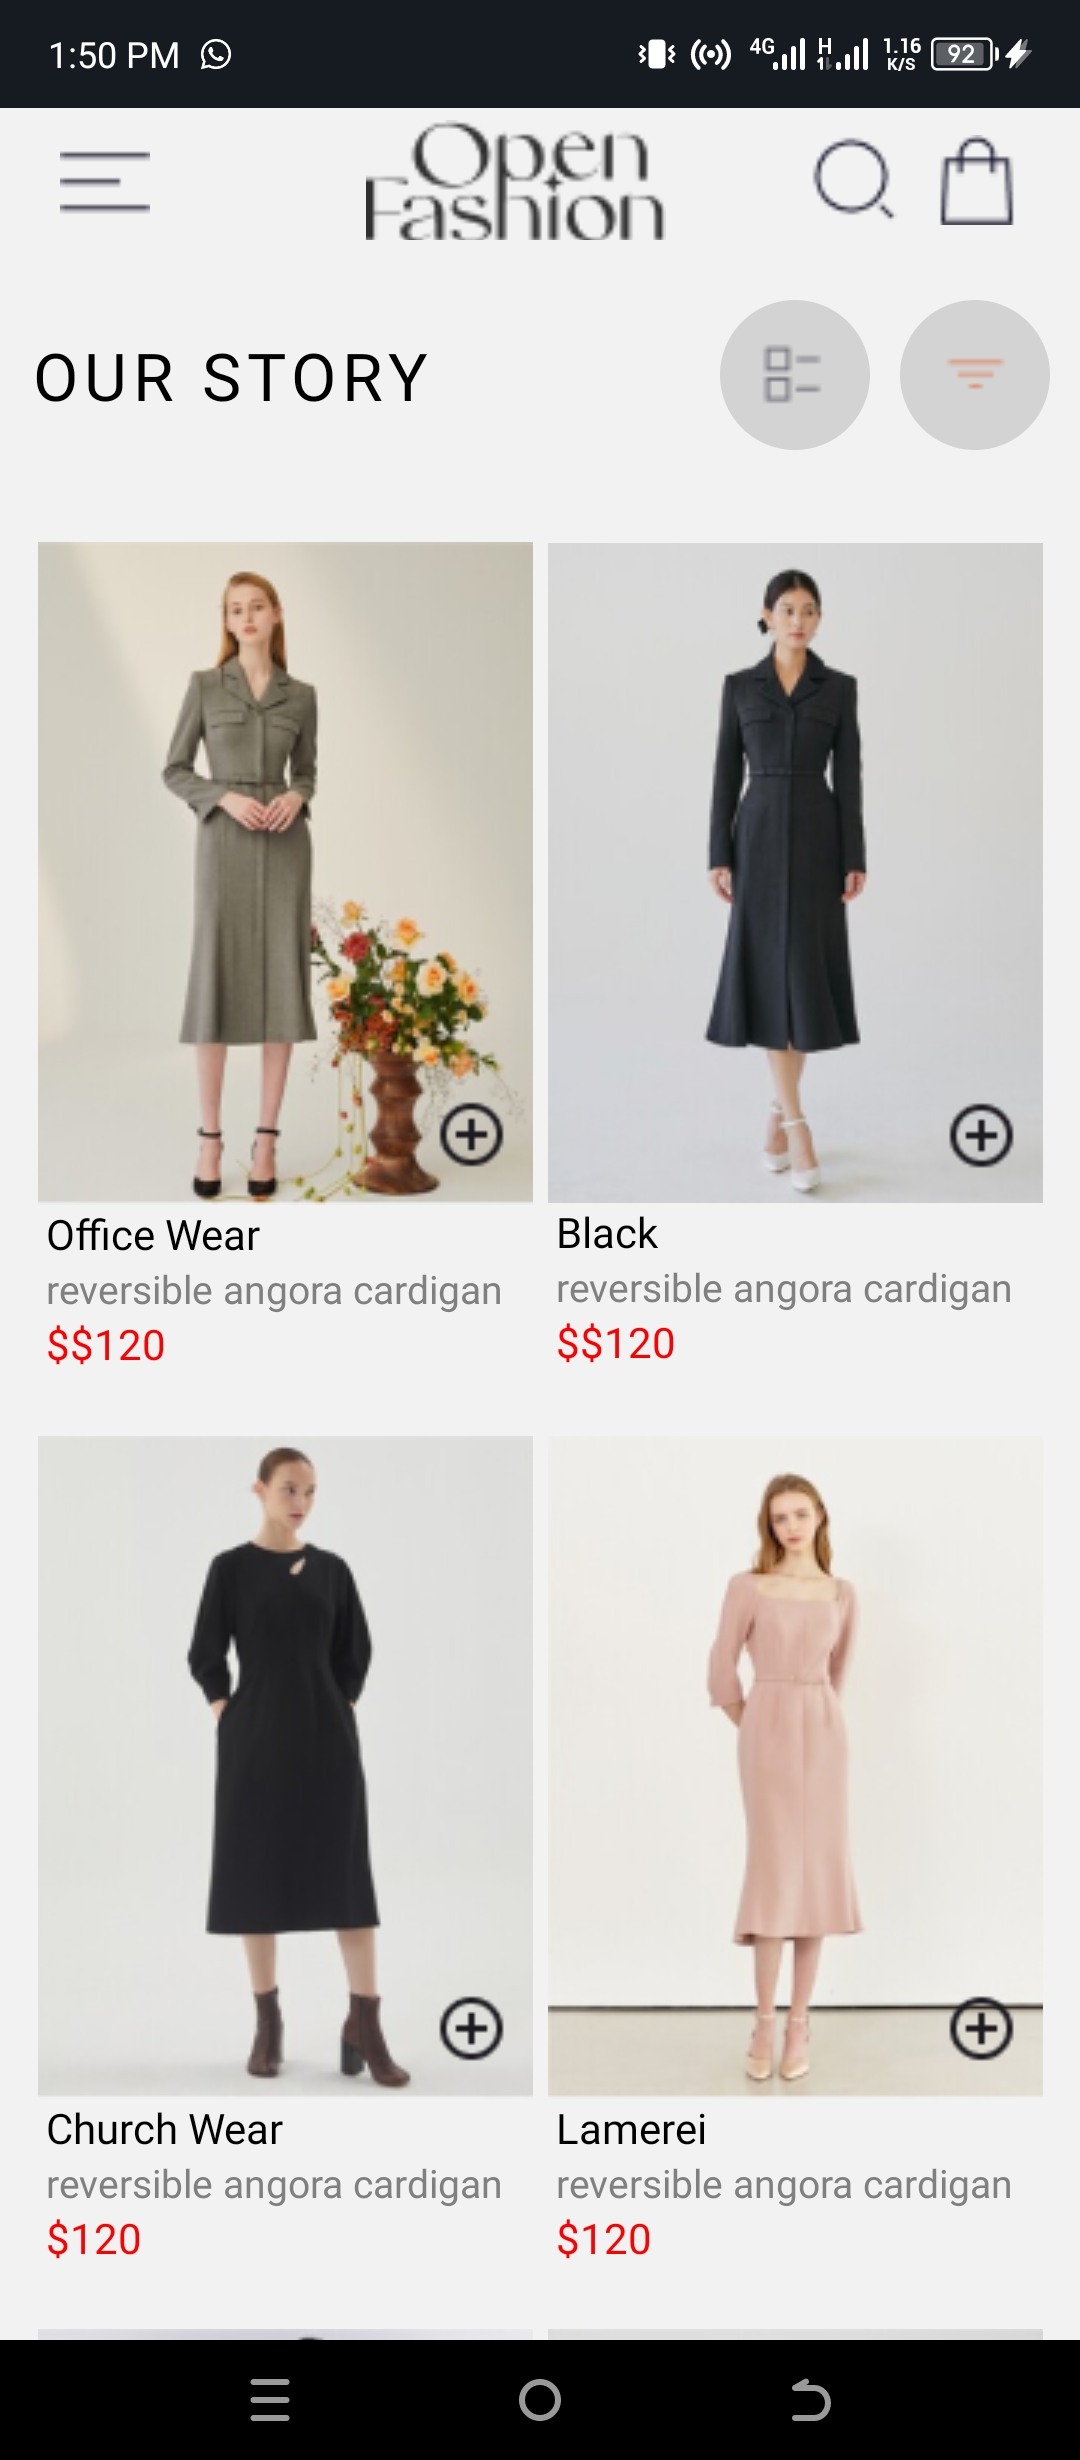 1:50 PM 4G H 1.16 K/S 92
Open
Fashion
OUR STORY
Office Wear
reversible angora cardigan
$$120
Black
reversible angora cardigan
$$120
Church Wear
reversible angora cardigan
$120
Lamerei
reversible angora cardigan
$120